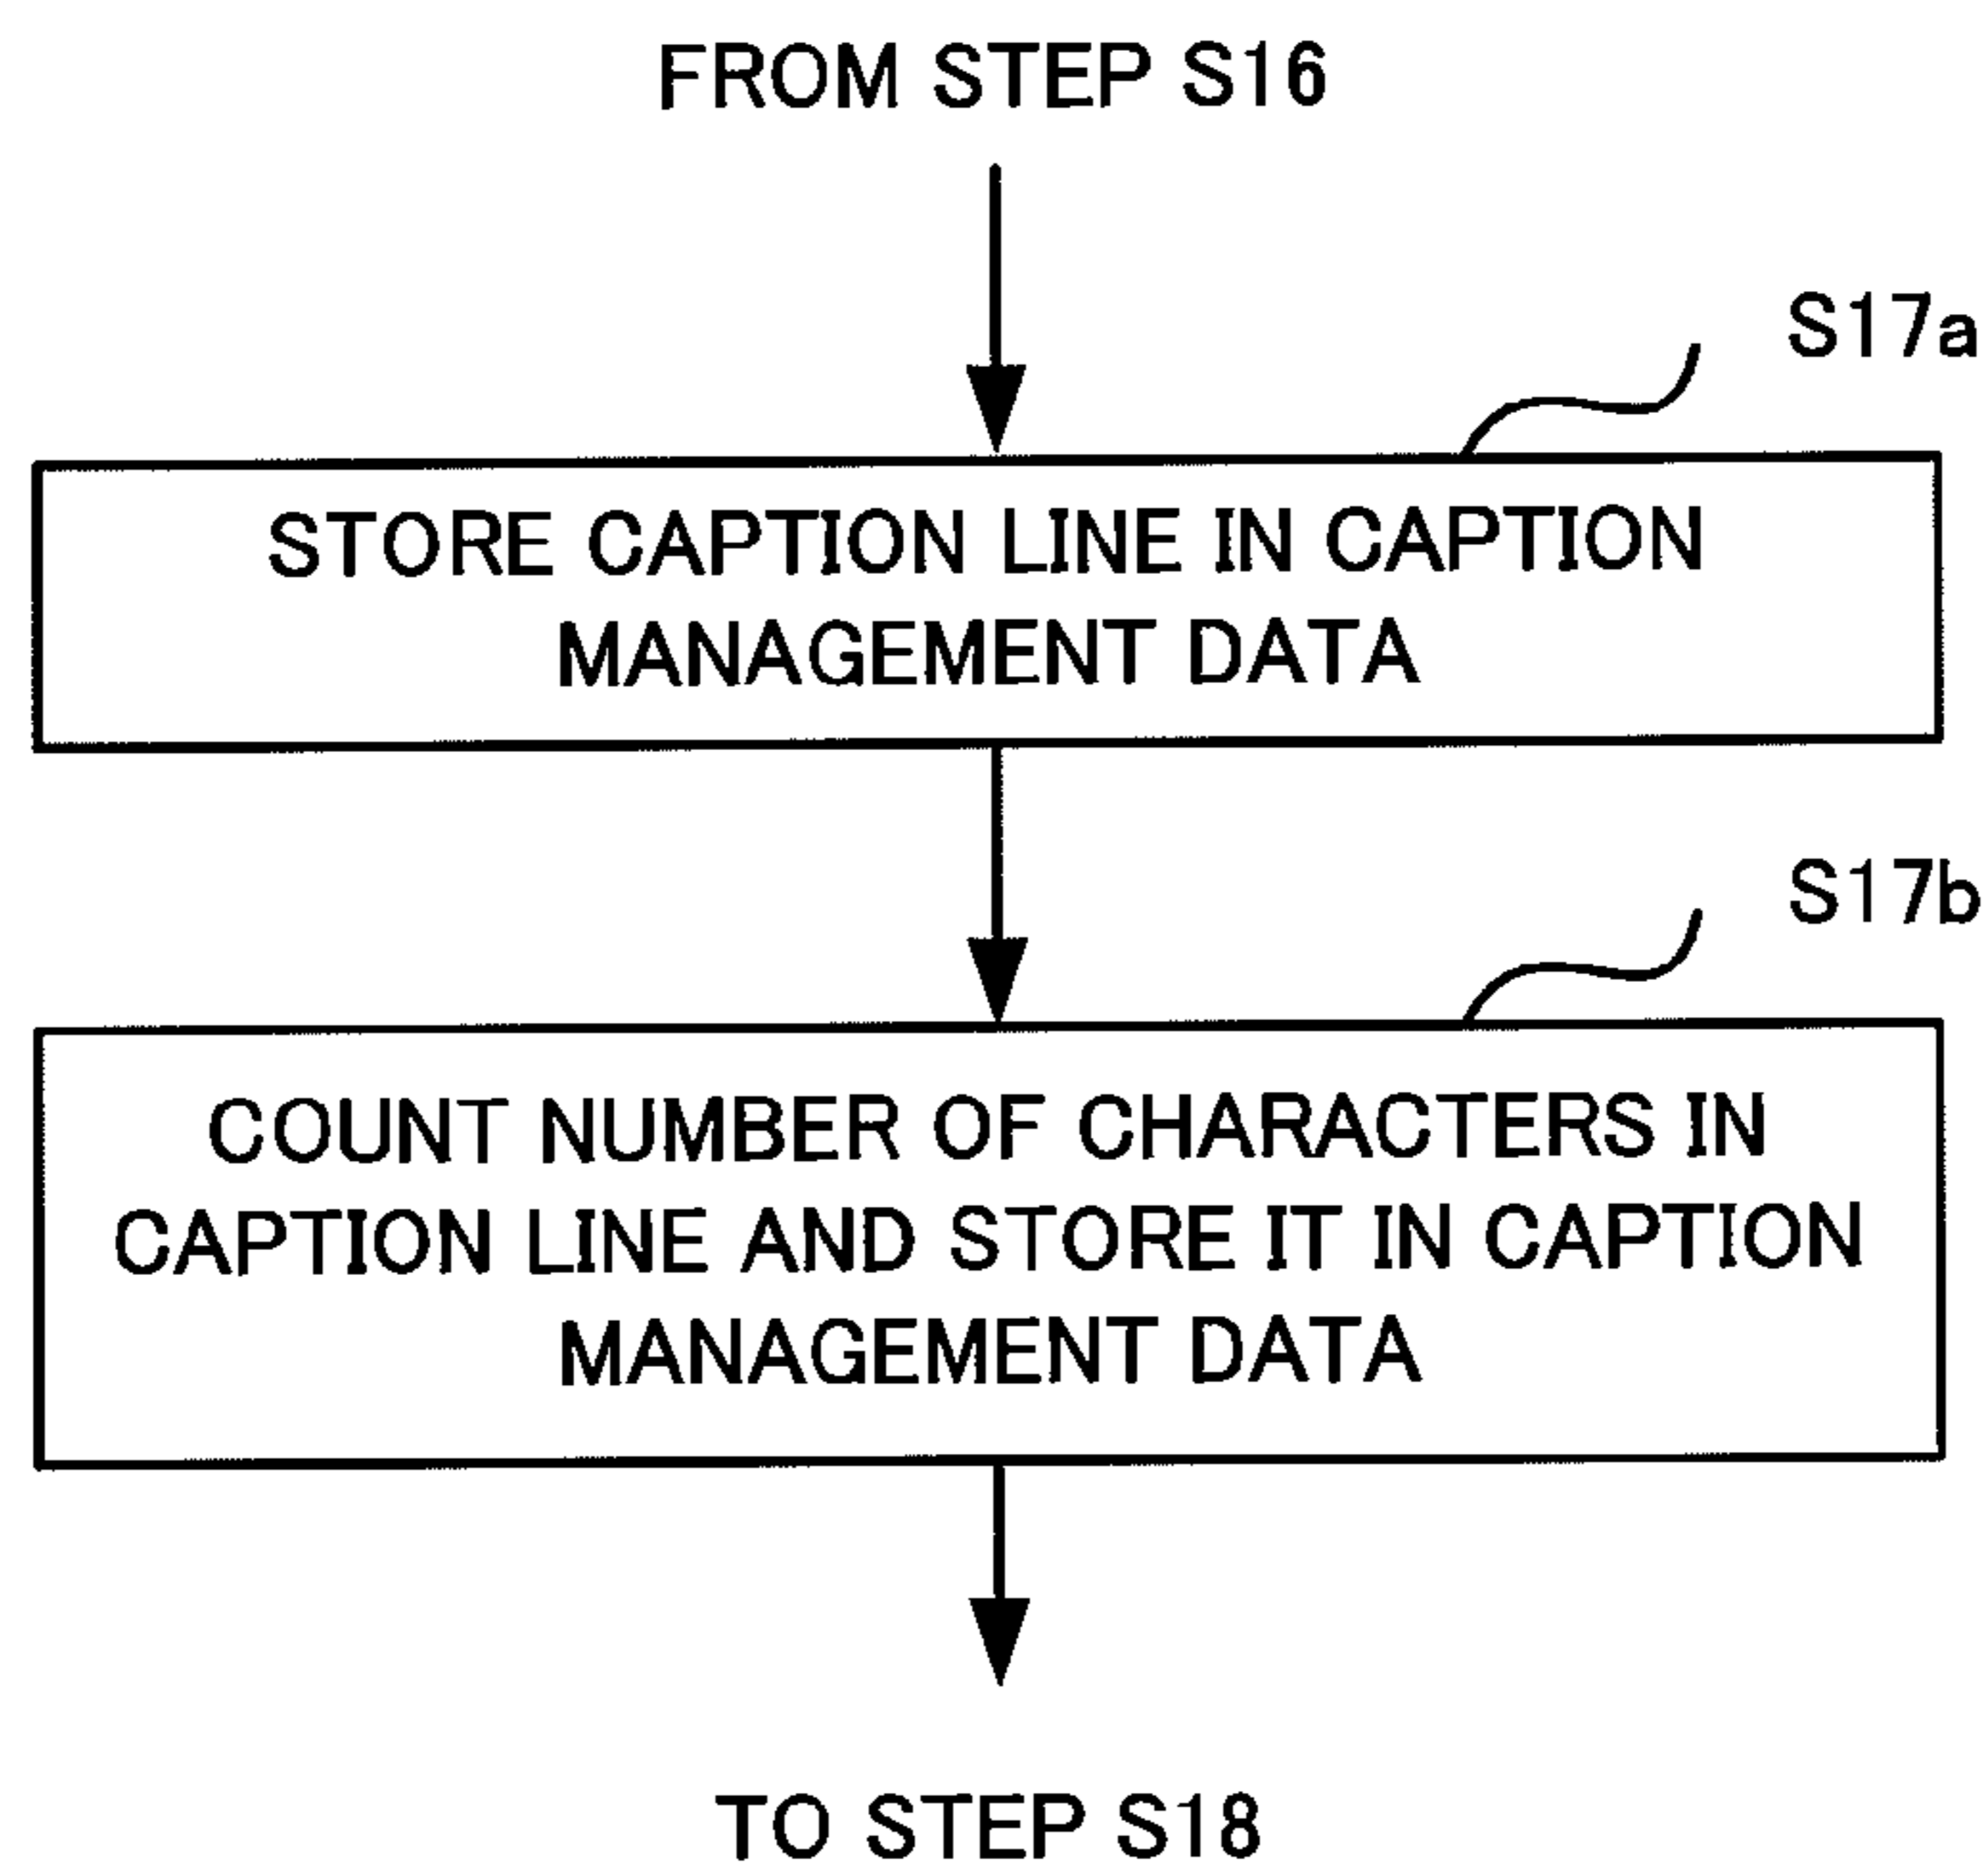 FROM STEP S16
S17a
STORE CAPTION LINE IN CAPTION
MANAGEMENT DATA
S17b
COUNT NUMBER OF CHARACTERS IN
CAPTION LINE AND STORE IT IN CAPTION
MANAGEMENT DATA
TO STEP S18